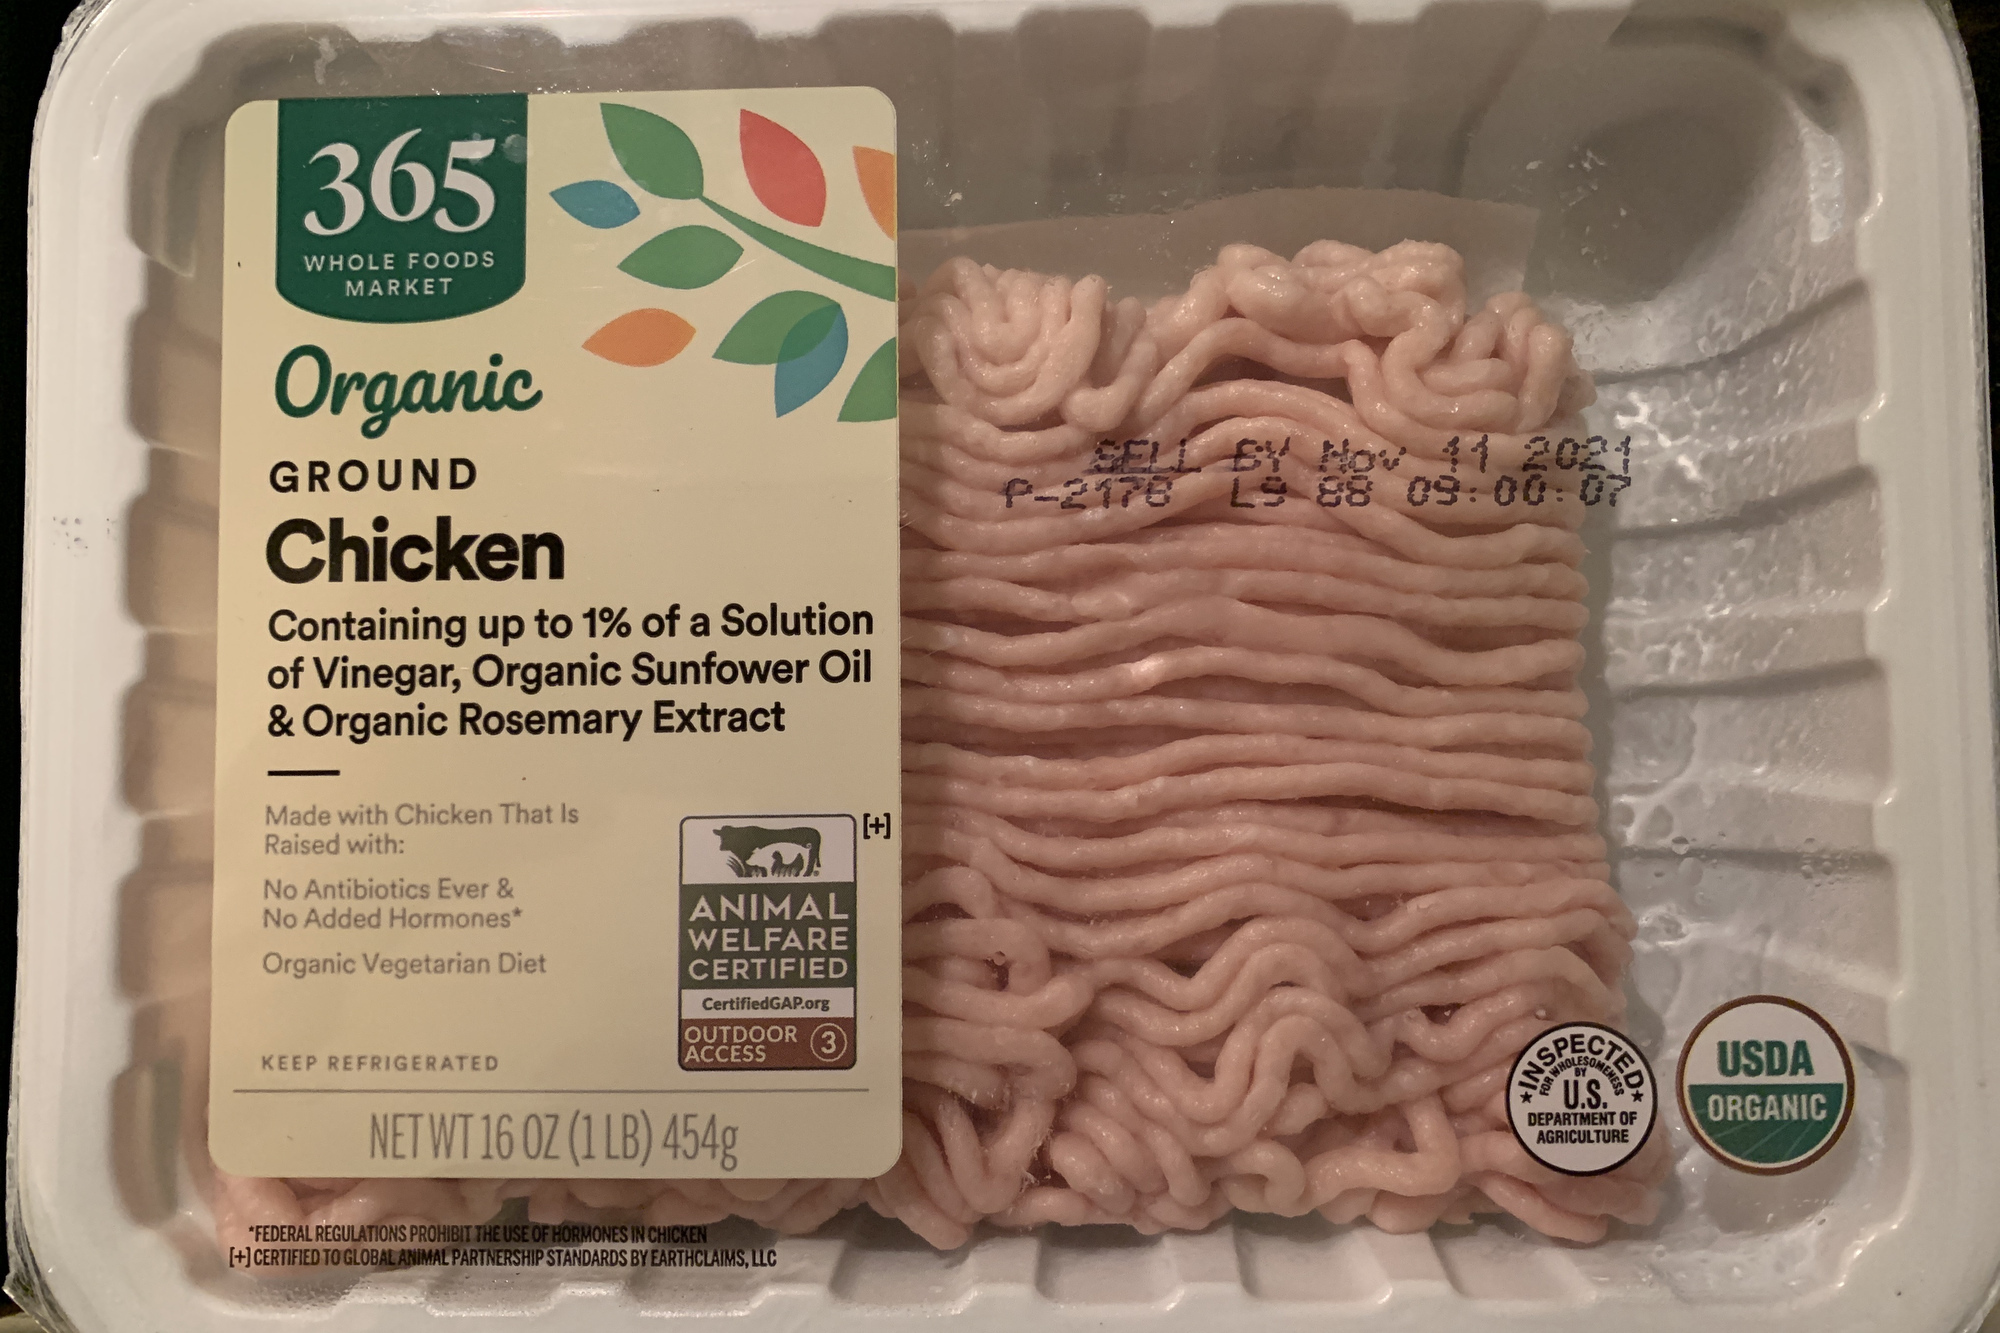 365
WHOLE FOODS
MARKET
Organic
GROUND
Chicken
Containing up to 1% of a Solution
of Vinegar, Organic Sunfower Oil
& Organic Rosemary Extract
Made with Chicken That Is
Raised with:
No Antibiotics Ever &
No Added Hormones*
Organic Vegetarian Diet
KEEP REFRIGERATED
[+]
ANIMAL
WELFARE
CERTIFIED
CertifiedGAP.org
OUTDOOR
ACCESS 3
NET WT 16 OZ (1 LB) 454g
*FEDERAL REGULATIONS PROHIBIT THE USE OF HORMONES IN CHICKEN
[+] CERTIFIED TO GLOBAL ANIMAL PARTNERSHIP STANDARDS BY EARTHCLAIMS, LLC
SELL BY Nov 11 2021
P-2178 L9 88 09:00:07
INSPECTED
FOR WHOLESOMENESS
BY
U.S.
DEPARTMENT OF
AGRICULTURE
USDA
ORGANIC